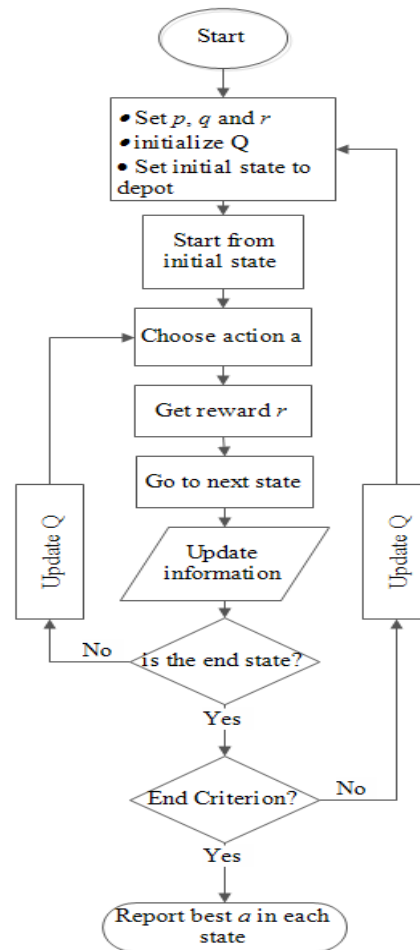 Start
● Set p, q and r
●initialize Q
● Set initial state to
depot
Start from
initial state
Choose action a
Get reward r
Go to next state
Update Q
Update Q
Update
information
is the end state?
No
Yes
End Criterion?
No
Yes
Report best a in each
state